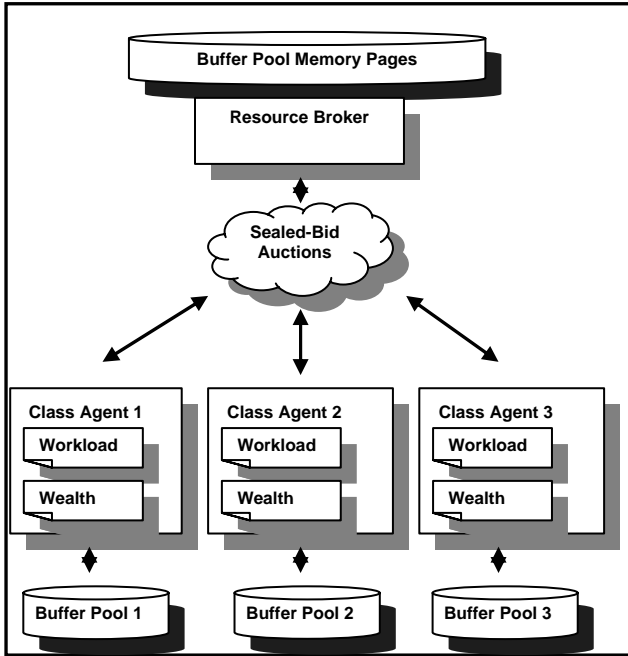 Buffer Pool Memory Pages
Resource Broker
Sealed-Bid
Auctions
Class Agent 1
Workload
Wealth
Class Agent 2
Workload
Wealth
Class Agent 3
Workload
Wealth
Buffer Pool 1
Buffer Pool 2
Buffer Pool 3